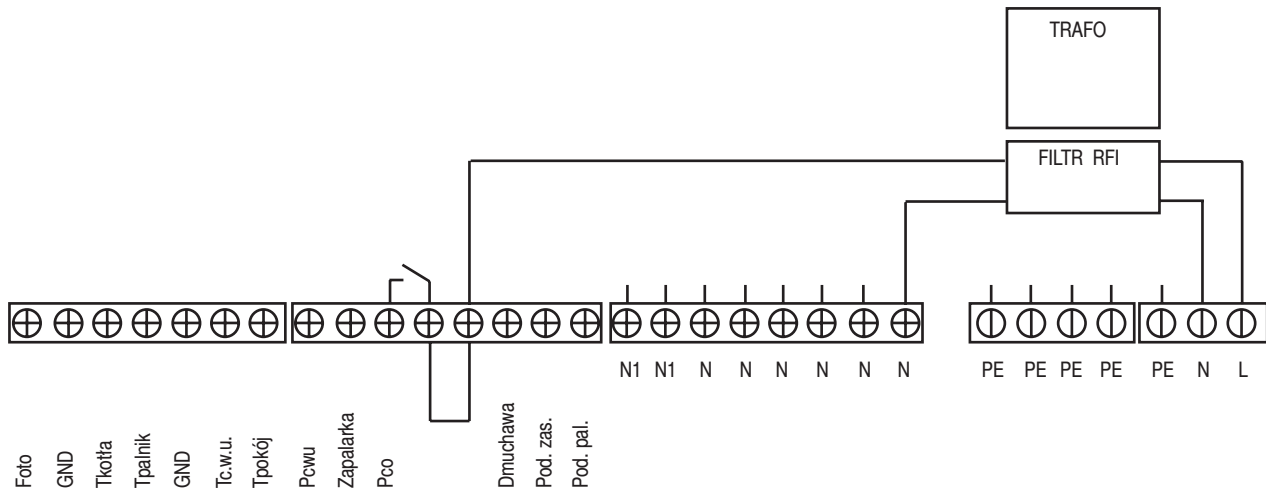 TRAFO
FILTR RFI
N1 N1 N N N N N N PE PE PE PE PE N L
Foto
GND
Tkotła
Tpalnik
GND
Tc.w.u.
Tpokój
Pcwu
Zapalarka
Pco
Dmuchawa
Pod. zas.
Pod. pal.